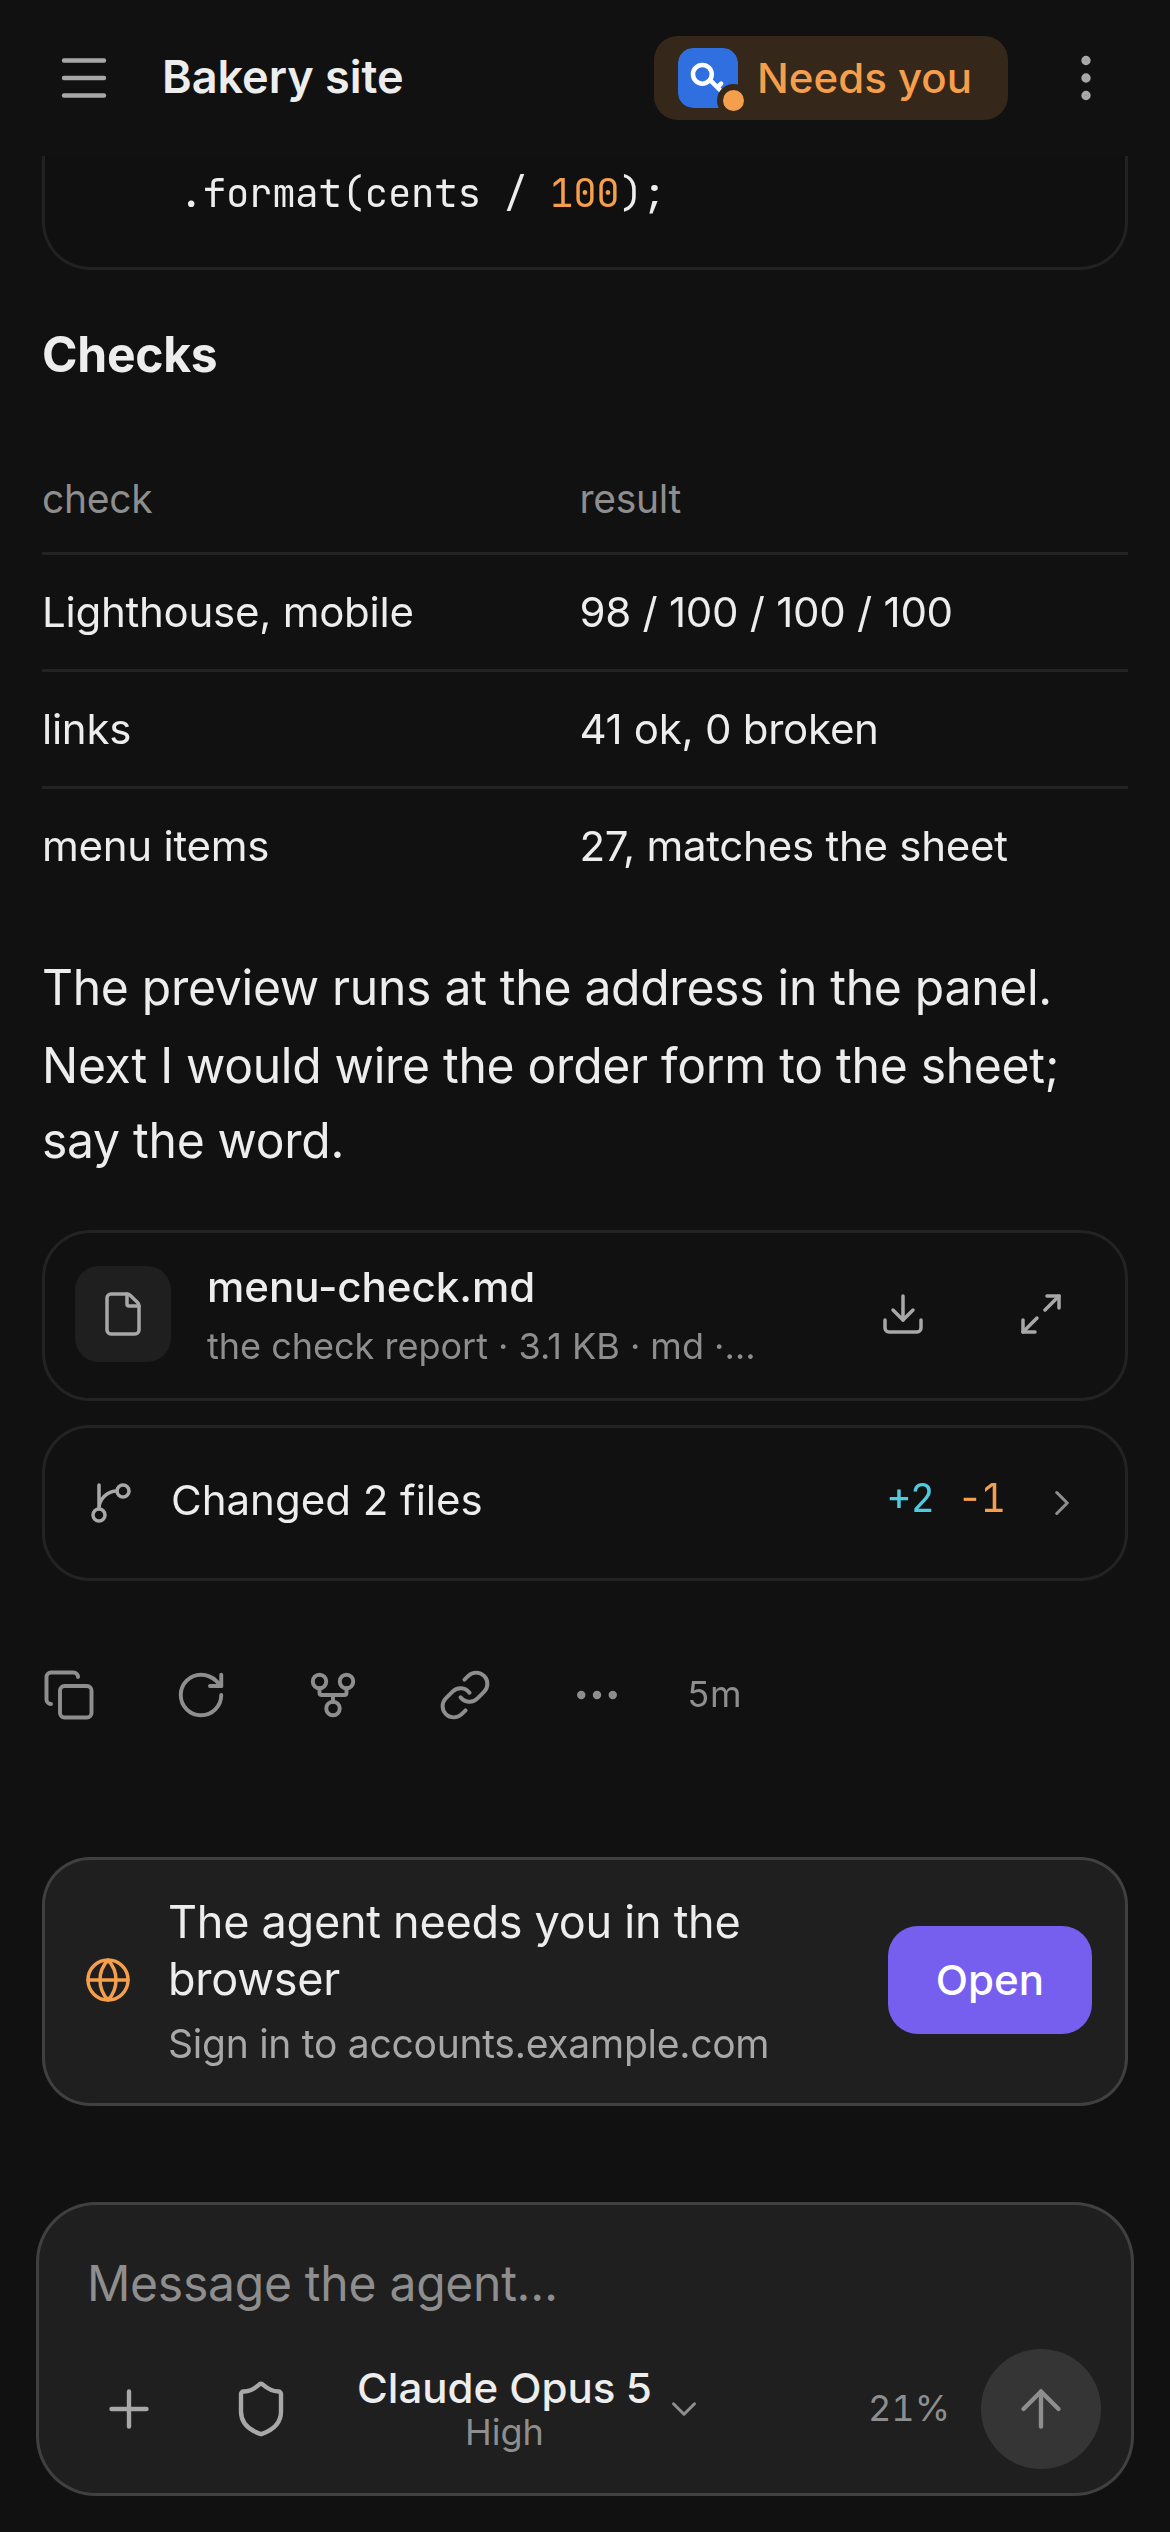 Bakery site
Needs you
.format(cents / 100);
Checks
check result
Lighthouse, mobile 98 / 100 / 100 / 100
links 41 ok, 0 broken
menu items 27, matches the sheet
The preview runs at the address in the panel.
Next I would wire the order form to the sheet;
say the word.
menu-check.md
the check report · 3.1 KB · md ·...
Changed 2 files +2 -1
5m
The agent needs you in the
browser
Sign in to accounts.example.com
Open
Message the agent...
Claude Opus 5
High
21%